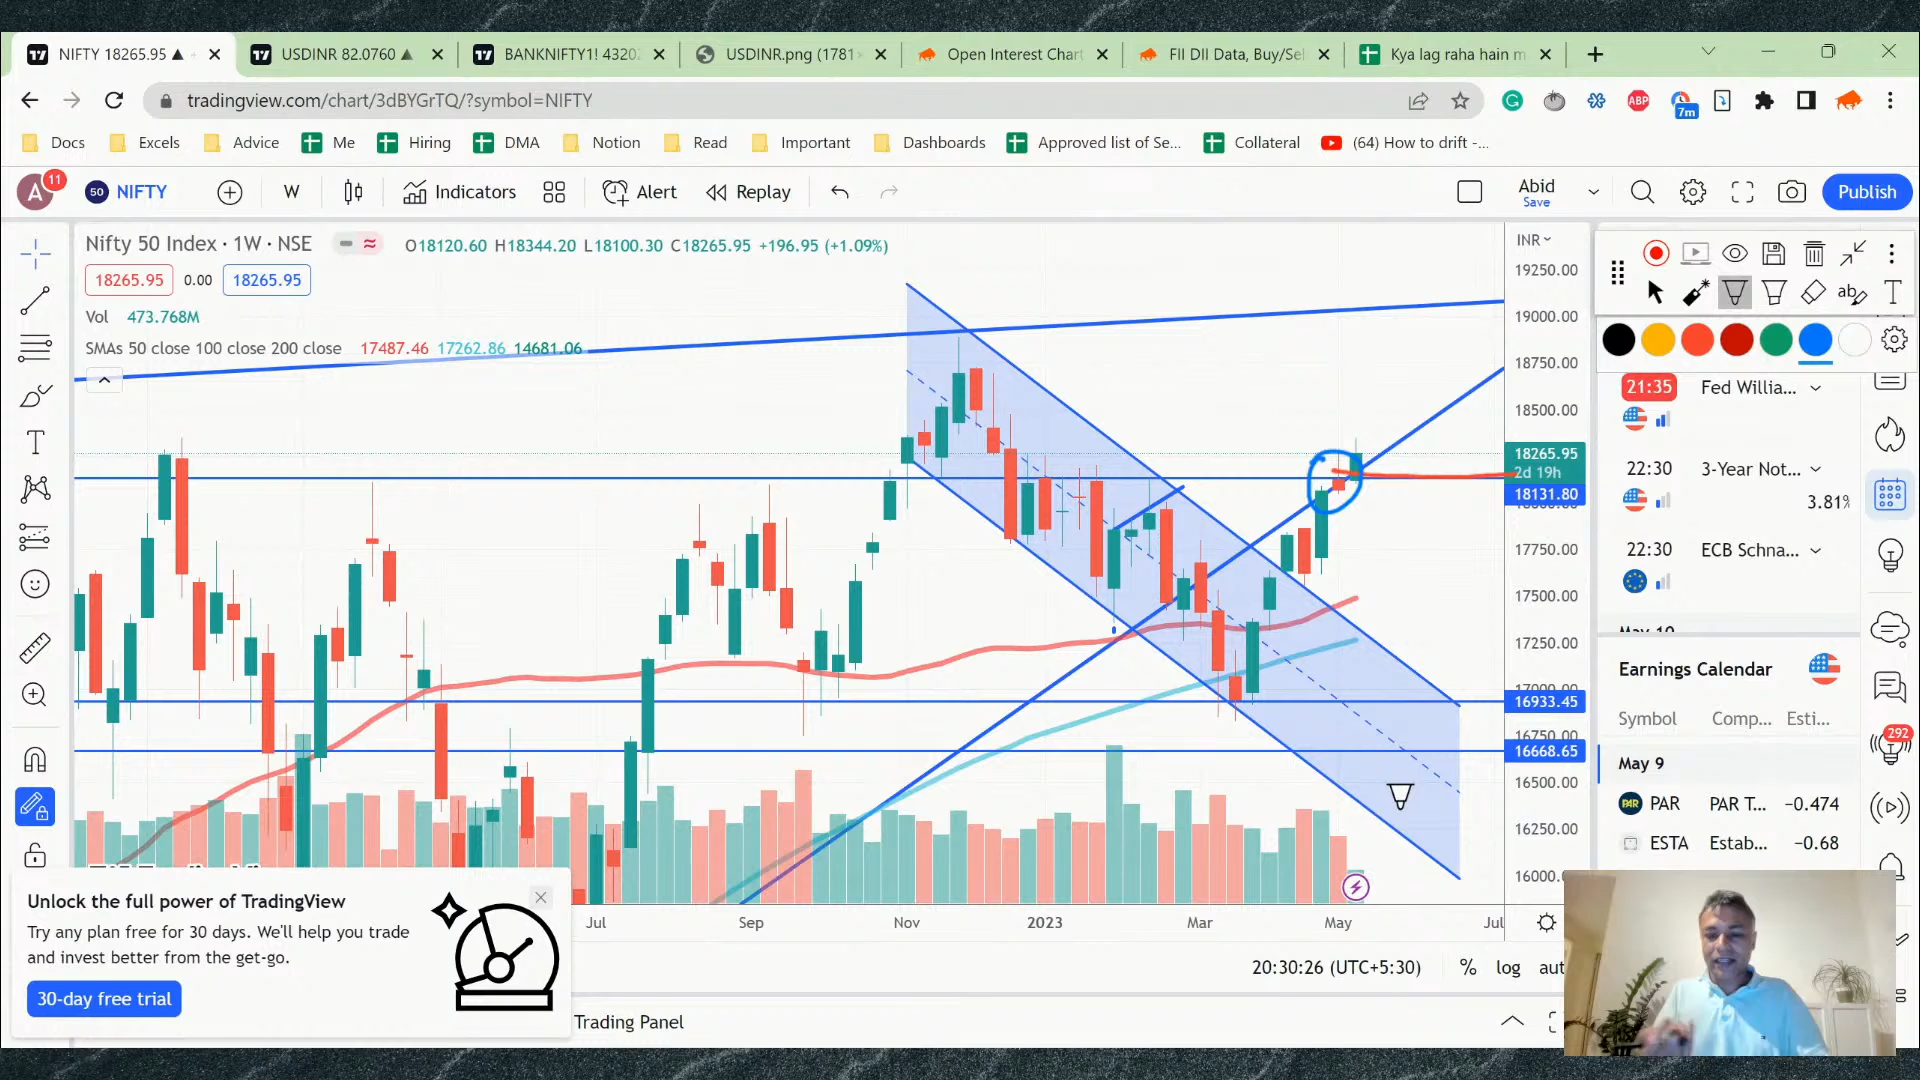 NIFTY 18265.95 ▲
USDINR 82.0760 ▲
BANKNIFTY1! 4320
USDINR.png (1781
Open Interest Chart
FII DII Data, Buy/Sel
Kya lag raha hain m
tradingview.com/chart/3dBYGrTQ/?symbol=NIFTY
ABP
7m
Docs
Excels
Advice
Me
Hiring
DMA
Notion
Read
Important
Dashboards
Approved list of Se...
Collateral
(64) How to drift -...
A
11
50 NIFTY
W
Indicators
Alert
Replay
Abid
Save
Publish
Nifty 50 Index · 1W · NSE
O18120.60 H18344.20 L18100.30 C18265.95 +196.95 (+1.09%)
18265.95 0.00 18265.95
Vol 473.768M
SMAs 50 close 100 close 200 close 17487.46 17262.86 14681.06
INR
19250.00
19000.00
18750.00
18500.00
18265.95
2d 19h
18131.80
17750.00
17500.00
17250.00
16933.45
16668.65
16500.00
16250.00
16000.00
Jul
Sep
Nov
2023
Mar
May
Jul
21:35 Fed Willia...
22:30 3-Year Not...
3.81%
22:30 ECB Schna...
May 10
Earnings Calendar
Symbol Comp... Esti...
May 9
PAR PAR T... −0.474
ESTA Estab... −0.68
292
Unlock the full power of TradingView
Try any plan free for 30 days. We'll help you trade
and invest better from the get-go.
30-day free trial
20:30:26 (UTC+5:30)
% log aut
Trading Panel